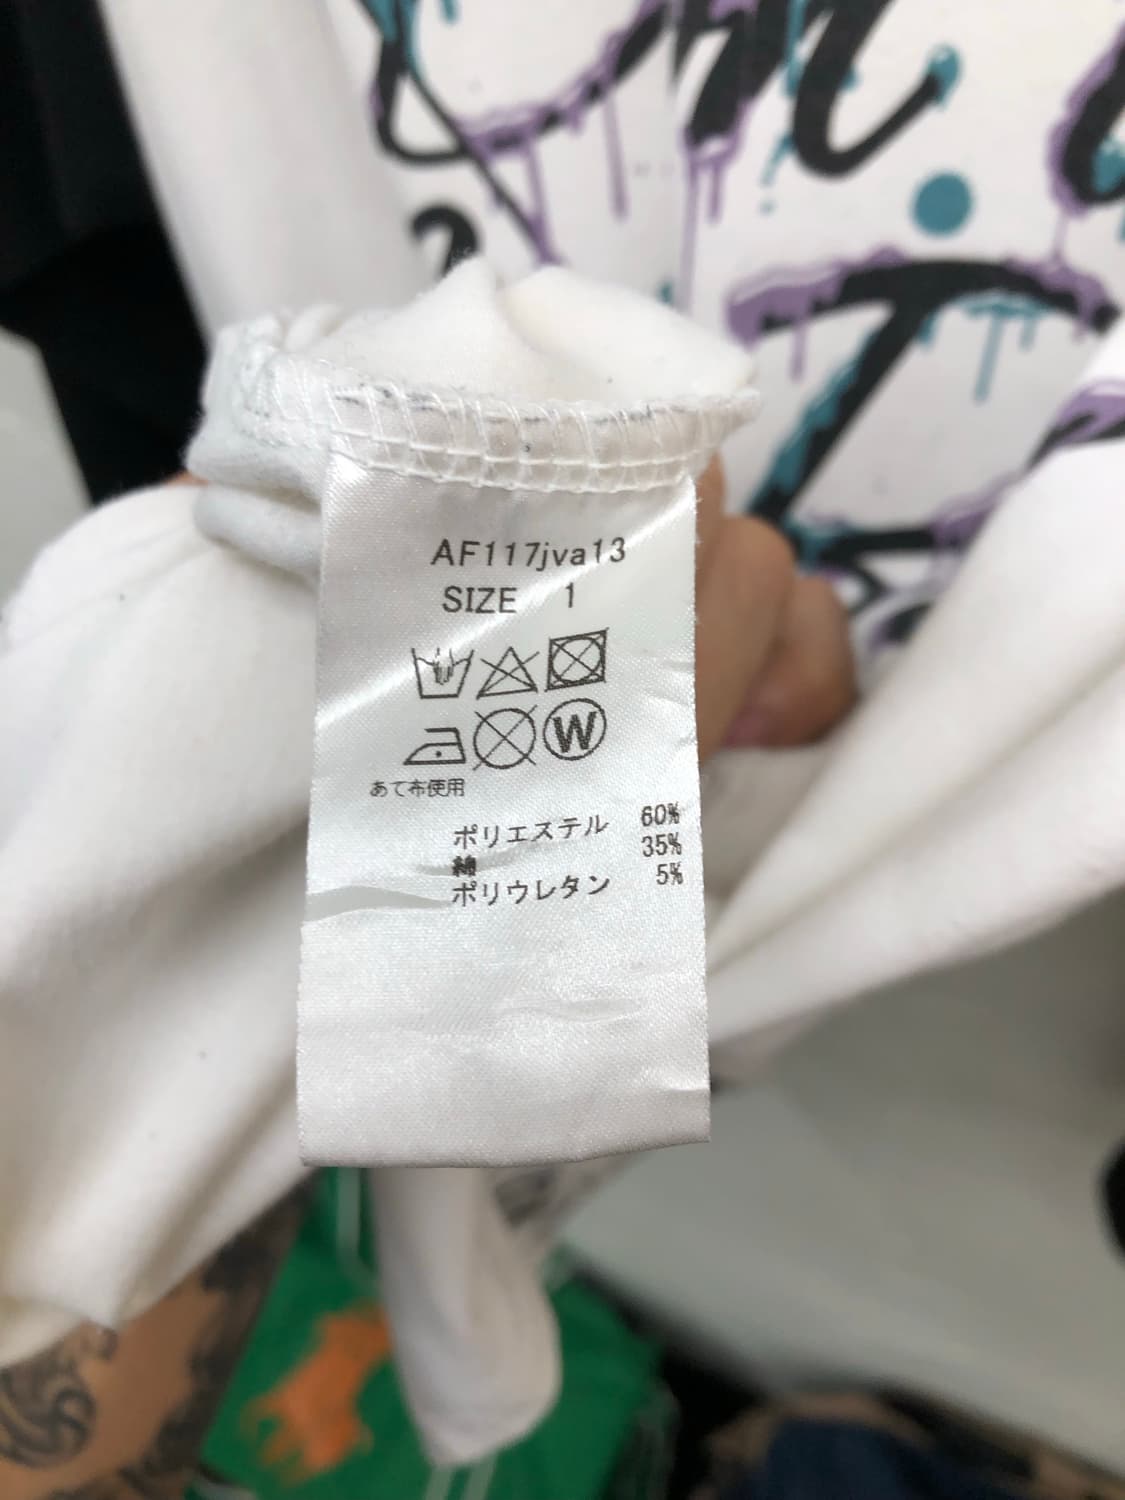 AF117jva13
SIZE 1
W
あて布使用
ポリエステル 60%
綿 35%
ポリウレタン 5%